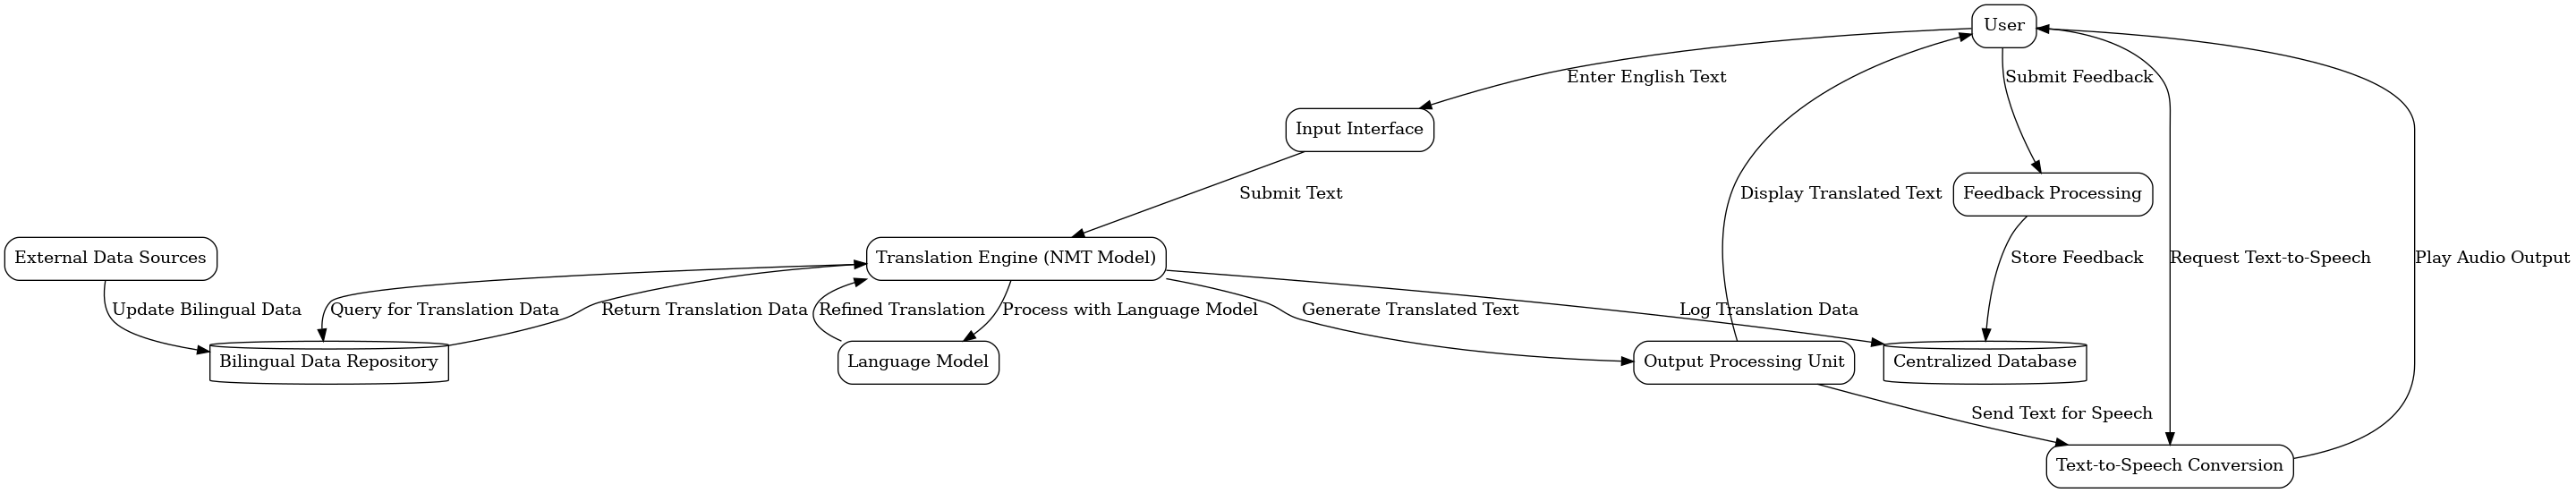 User
Enter English Text
Submit Feedback
Input Interface
Submit Text
Display Translated Text
Feedback Processing
External Data Sources
Translation Engine (NMT Model)
Store Feedback
Request Text-to-Speech
Play Audio Output
Update Bilingual Data
Query for Translation Data
Return Translation Data
Refined Translation
Process with Language Model
Generate Translated Text
Log Translation Data
Bilingual Data Repository
Language Model
Output Processing Unit
Centralized Database
Send Text for Speech
Text-to-Speech Conversion